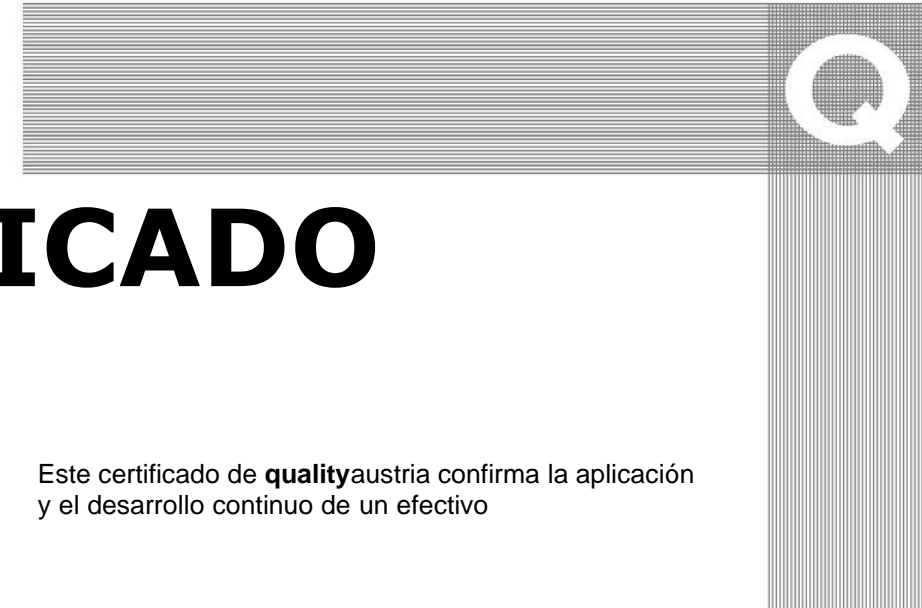 Q
ICADO
Este certificado de qualityaustria confirma la aplicación
y el desarrollo continuo de un efectivo